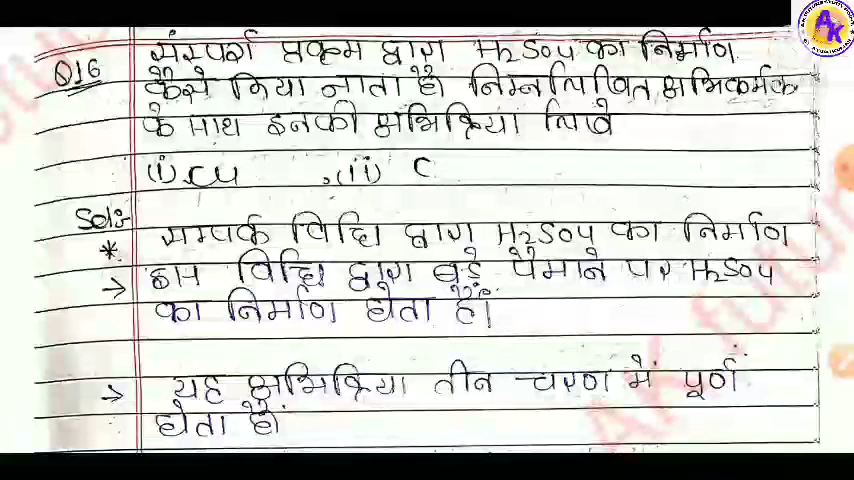 Q16 संस्पर्श प्रक्रम द्वारा H2SO4 का निर्माण
कैसे किया जाता है। निम्नलिखित अभिकर्मक
के साथ इनकी अभिक्रिया लिखें
(i) Cu , (ii) C
Sol:-
* सम्पर्क विधि द्वारा H2SO4 का निर्माण
→ इस विधि द्वारा बड़े पैमाने पर H2SO4
का निर्माण होता है।
→ यह अभिक्रिया तीन चरण में पूर्ण
होता है।
AK